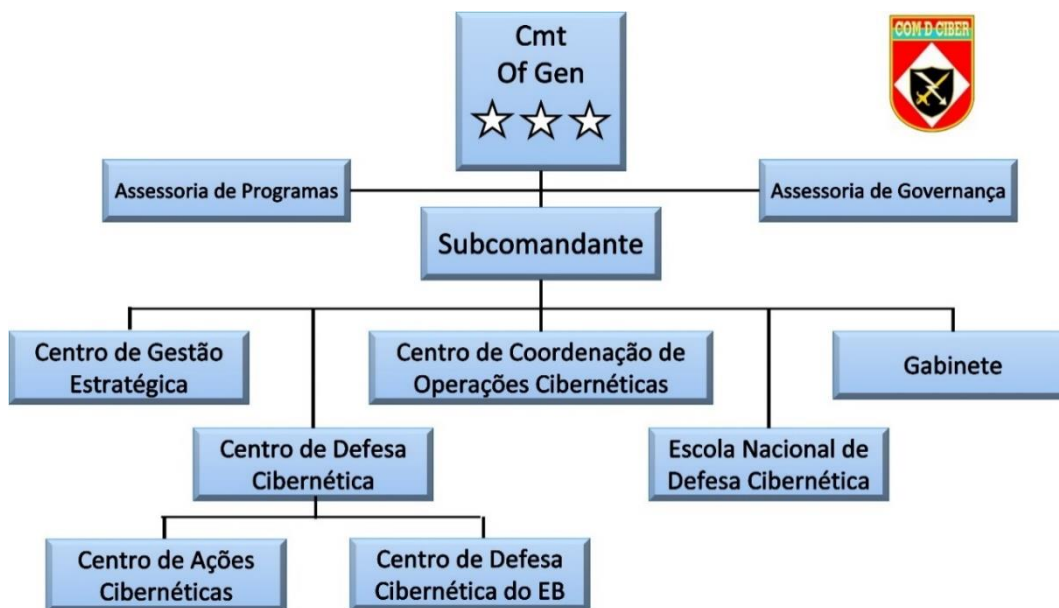 Cmt
Of Gen
COM D CIBER
Assessoria de Programas
Assessoria de Governança
Subcomandante
Centro de Gestão
Estratégica
Centro de Coordenação de
Operações Cibernéticas
Gabinete
Centro de Defesa
Cibernética
Escola Nacional de
Defesa Cibernética
Centro de Ações
Cibernéticas
Centro de Defesa
Cibernética do EB